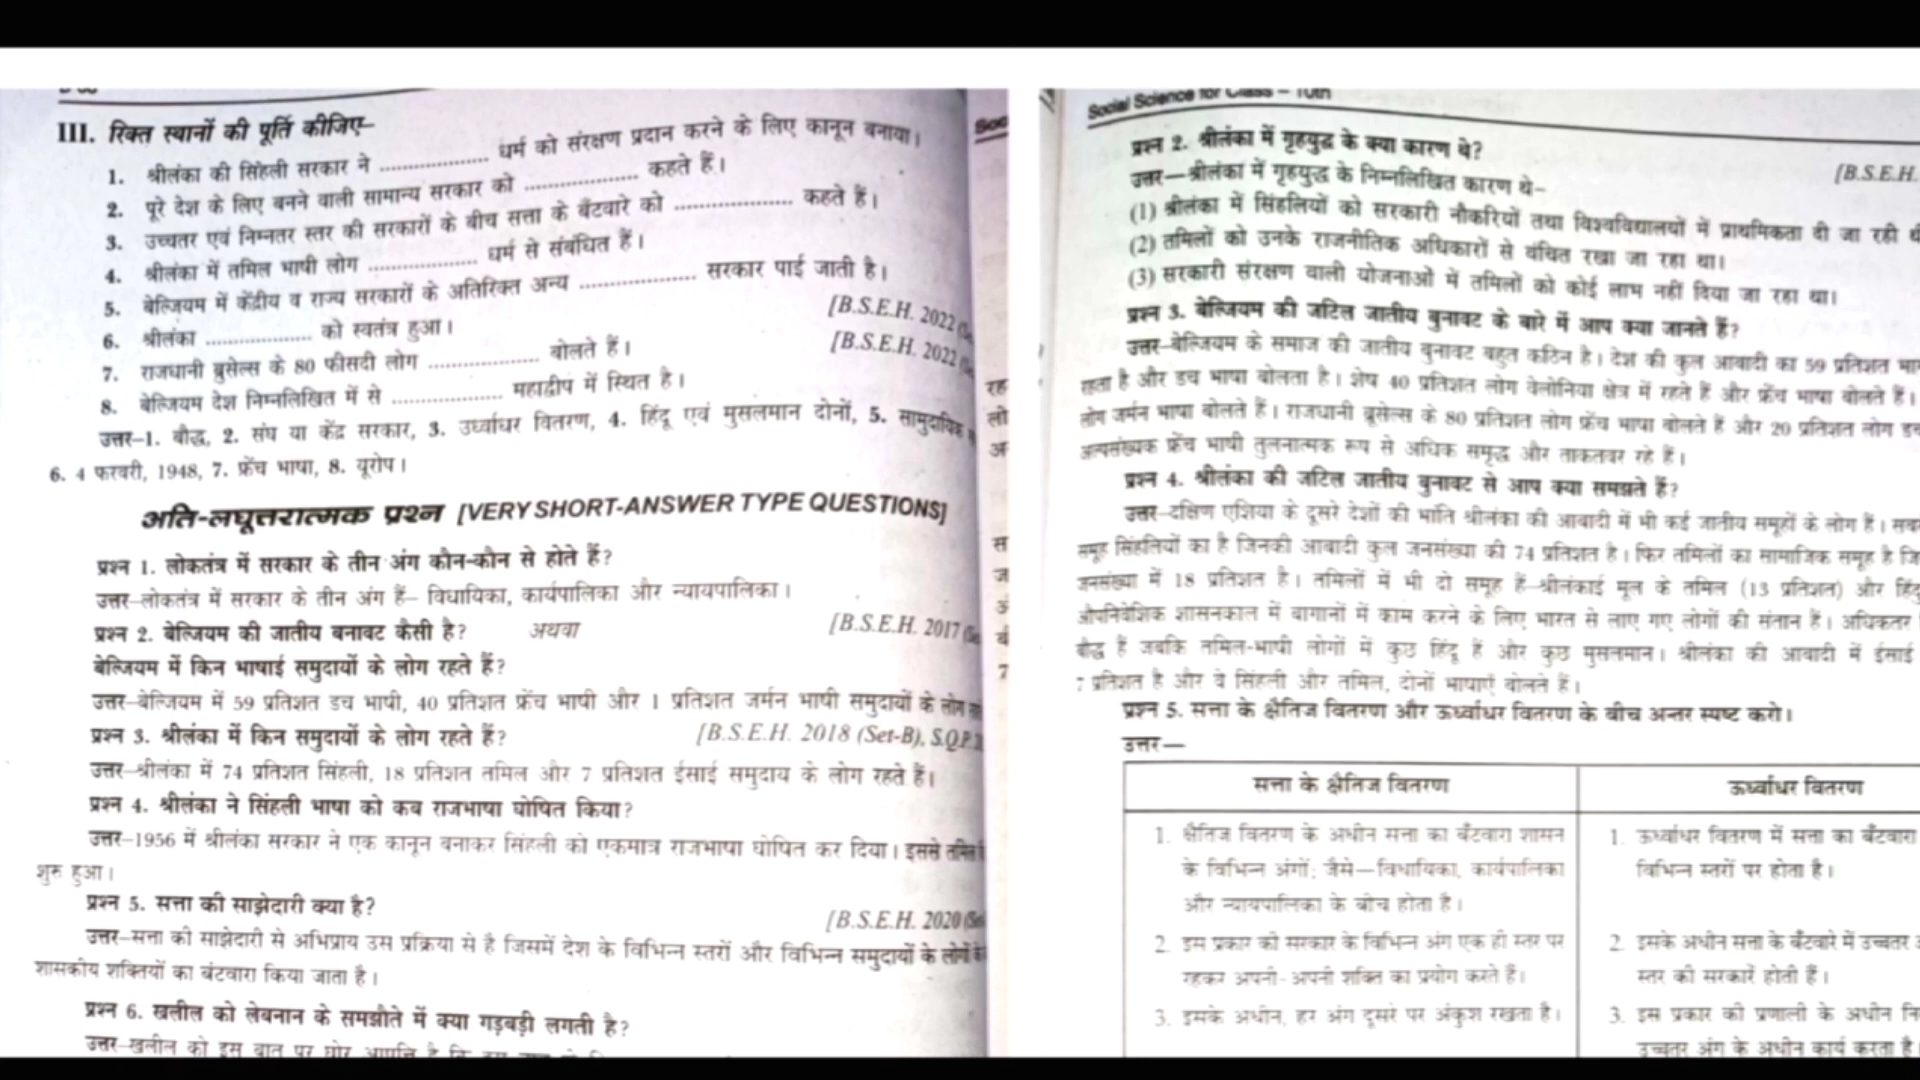 III. रिक्त स्थानों की पूर्ति कीजिए–
1. श्रीलंका की सिंहली सरकार ने .................... धर्म को संरक्षण प्रदान करने के लिए कानून बनाया।
2. पूरे देश के लिए बनने वाली सामान्य सरकार को .................... कहते हैं।
3. उच्चतर एवं निम्नतर स्तर की सरकारों के बीच सत्ता के बँटवारे को .................... कहते हैं।
4. श्रीलंका में तमिल भाषी लोग .................... धर्म से संबंधित हैं।
5. बेल्जियम में केंद्रीय व राज्य सरकारों के अतिरिक्त अन्य .................... सरकार पाई जाती है।
[B.S.E.H. 2022
6. श्रीलंका .................... को स्वतंत्र हुआ।
[B.S.E.H. 2022
7. राजधानी ब्रुसेल्स के 80 फीसदी लोग .................... बोलते हैं।
8. बेल्जियम देश निम्नलिखित में से .................... महाद्वीप में स्थित है।
उत्तर–1. बौद्ध, 2. संघ या केंद्र सरकार, 3. उर्ध्वाधर वितरण, 4. हिंदू एवं मुसलमान दोनों, 5. सामुदायिक
6. 4 फरवरी, 1948, 7. फ्रेंच भाषा, 8. यूरोप।
अति-लघूत्तरात्मक प्रश्न [VERY SHORT-ANSWER TYPE QUESTIONS]
प्रश्न 1. लोकतंत्र में सरकार के तीन अंग कौन-कौन से होते हैं?
उत्तर–लोकतंत्र में सरकार के तीन अंग हैं– विधायिका, कार्यपालिका और न्यायपालिका।
प्रश्न 2. बेल्जियम की जातीय बनावट कैसी है? अथवा [B.S.E.H. 2017
बेल्जियम में किन भाषाई समुदायों के लोग रहते हैं?
उत्तर–बेल्जियम में 59 प्रतिशत डच भाषी, 40 प्रतिशत फ्रेंच भाषी और 1 प्रतिशत जर्मन भाषी समुदायों के लोग
प्रश्न 3. श्रीलंका में किन समुदायों के लोग रहते हैं? [B.S.E.H. 2018 (Set-B), S.Q.P.
उत्तर–श्रीलंका में 74 प्रतिशत सिंहली, 18 प्रतिशत तमिल और 7 प्रतिशत ईसाई समुदाय के लोग रहते हैं।
प्रश्न 4. श्रीलंका ने सिंहली भाषा को कब राजभाषा घोषित किया?
उत्तर–1956 में श्रीलंका सरकार ने एक कानून बनाकर सिंहली को एकमात्र राजभाषा घोषित कर दिया। इससे
शुरु हुआ।
प्रश्न 5. सत्ता की साझेदारी क्या है? [B.S.E.H. 2020
उत्तर–सत्ता की साझेदारी से अभिप्राय उस प्रक्रिया से है जिसमें देश के विभिन्न स्तरों और विभिन्न समुदायों के लोगों
शासकीय शक्तियों का बंटवारा किया जाता है।
प्रश्न 6. खलील को लेबनान के समझौते में क्या गड़बड़ी लगती है?
उत्तर–खलील को इस बात पर घोर आपत्ति है कि
Social Science for Class – 10th
प्रश्न 2. श्रीलंका में गृहयुद्ध के क्या कारण थे?
[B.S.E.H.
उत्तर—श्रीलंका में गृहयुद्ध के निम्नलिखित कारण थे–
(1) श्रीलंका में सिंहलियों को सरकारी नौकरियों तथा विश्वविद्यालयों में प्राथमिकता दी जा रही
(2) तमिलों को उनके राजनीतिक अधिकारों से वंचित रखा जा रहा था।
(3) सरकारी संरक्षण वाली योजनाओं में तमिलों को कोई लाभ नहीं दिया जा रहा था।
प्रश्न 3. बेल्जियम की जटिल जातीय बुनावट के बारे में आप क्या जानते हैं?
उत्तर–बेल्जियम के समाज की जातीय बुनावट बहुत कठिन है। देश की कुल आबादी का 59 प्रतिशत
रहता है और डच भाषा बोलता है। शेष 40 प्रतिशत लोग वेलोनिया क्षेत्र में रहते हैं और फ्रेंच भाषा बोलते हैं।
लोग जर्मन भाषा बोलते हैं। राजधानी ब्रूसेल्स के 80 प्रतिशत लोग फ्रेंच भाषा बोलते हैं और 20 प्रतिशत लोग डच
अल्पसंख्यक फ्रेंच भाषी तुलनात्मक रूप से अधिक समृद्ध और ताकतवर रहे हैं।
प्रश्न 4. श्रीलंका की जटिल जातीय बुनावट से आप क्या समझते हैं?
उत्तर–दक्षिण एशिया के दूसरे देशों की भांति श्रीलंका की आबादी में भी कई जातीय समूहों के लोग हैं।
समूह सिंहलियों का है जिनकी आबादी कुल जनसंख्या की 74 प्रतिशत है। फिर तमिलों का सामाजिक समूह है
जनसंख्या में 18 प्रतिशत है। तमिलों में भी दो समूह हैं–श्रीलंकाई मूल के तमिल (13 प्रतिशत) और
औपनिवेशिक शासनकाल में बागानों में काम करने के लिए भारत से लाए गए लोगों की संतान हैं। अधिकतर
बौद्ध हैं जबकि तमिल-भाषी लोगों में कुछ हिंदू हैं और कुछ मुसलमान। श्रीलंका की आबादी में ईसाई
7 प्रतिशत है और वे सिंहली और तमिल, दोनों भाषाएँ बोलते हैं।
प्रश्न 5. सत्ता के क्षैतिज वितरण और ऊर्ध्वाधर वितरण के बीच अन्तर स्पष्ट करो।
उत्तर—
सत्ता के क्षैतिज वितरण
1. क्षैतिज वितरण के अधीन सत्ता का बँटवारा शासन
के विभिन्न अंगों; जैसे—विधायिका, कार्यपालिका
और न्यायपालिका के बीच होता है।
2. इस प्रकार की सरकार के विभिन्न अंग एक ही स्तर पर
रहकर अपनी-अपनी शक्ति का प्रयोग करते हैं।
3. इसके अधीन, हर अंग दूसरे पर अंकुश रखता है।
ऊर्ध्वाधर वितरण
1. ऊर्ध्वाधर वितरण में सत्ता का बँटवारा
विभिन्न स्तरों पर होता है।
2. इसके अधीन सत्ता के बँटवारे में उच्चतर
स्तर की सरकारें होती हैं।
3. इस प्रकार की प्रणाली के अधीन
उच्चतर अंग के अधीन कार्य करता है